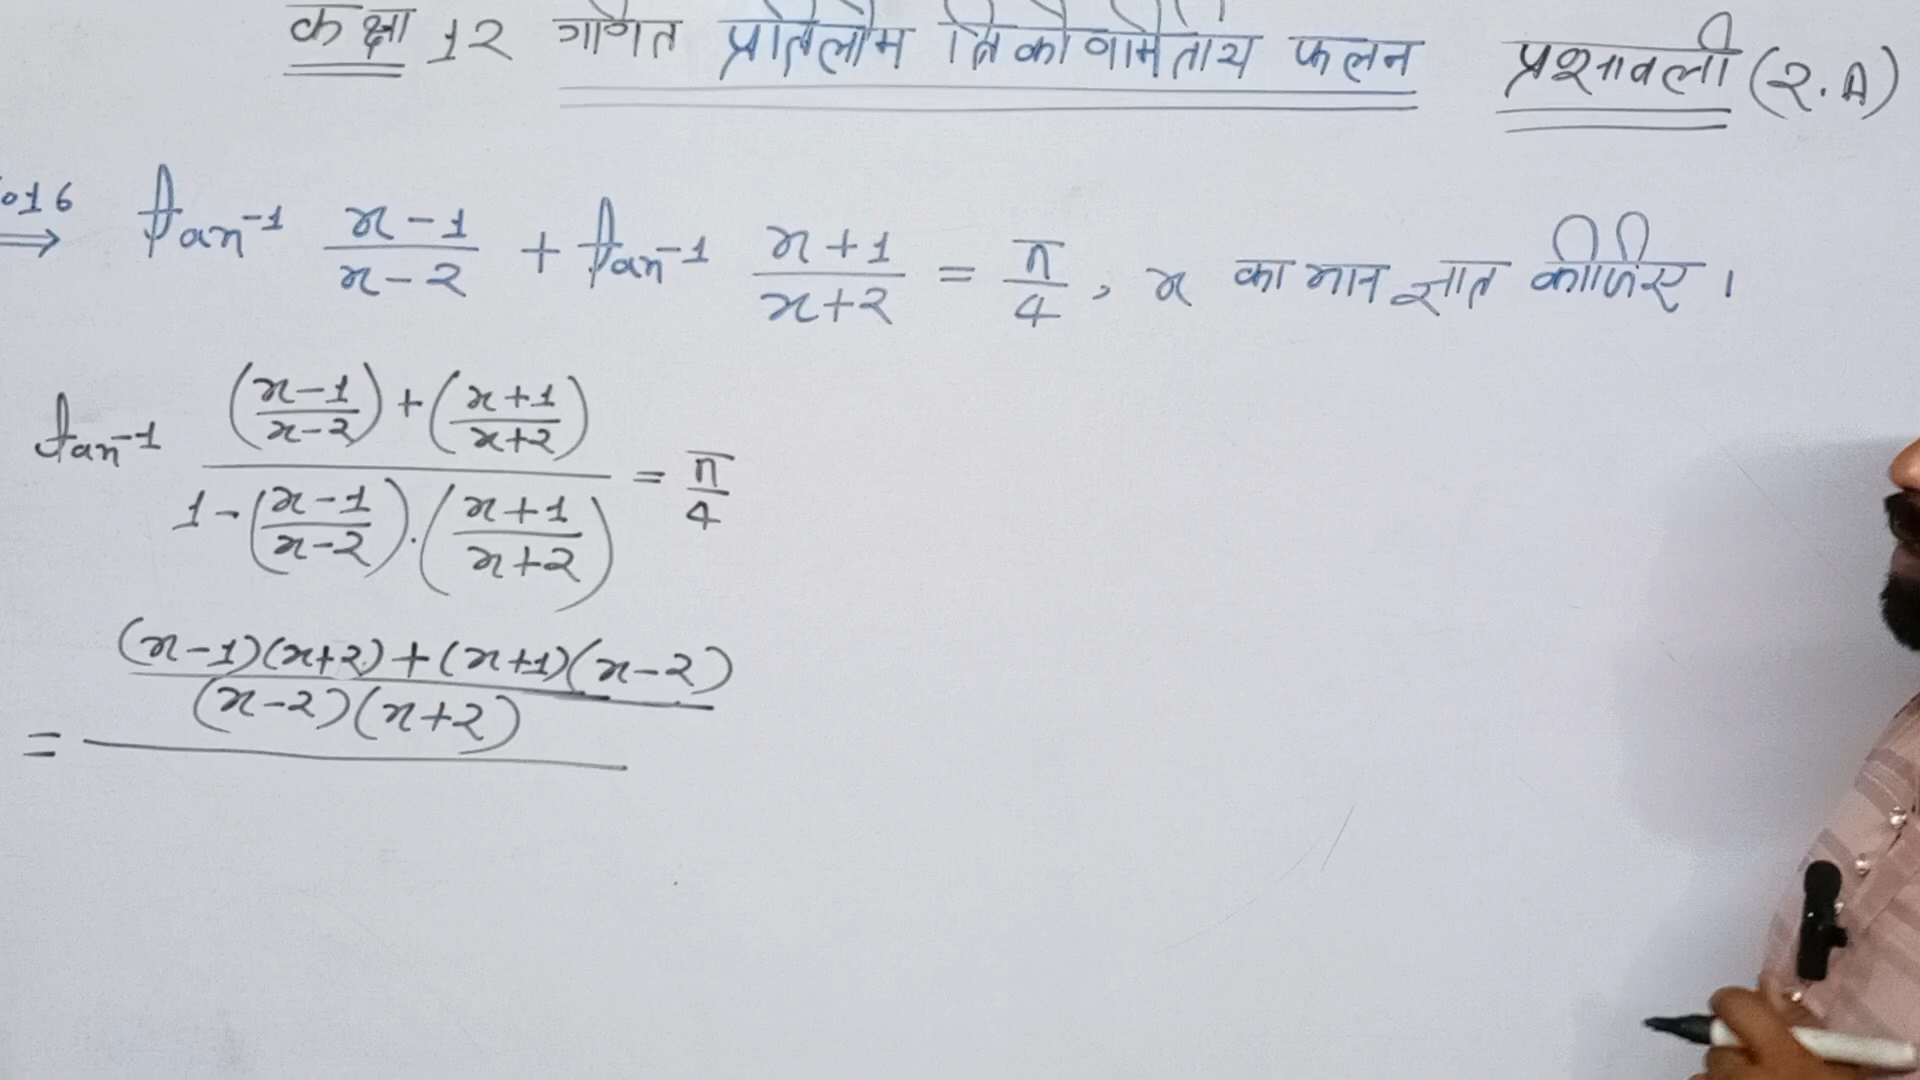 कक्षा 12 गणित प्रतिलोम त्रिकोणमितीय फलन प्रश्नावली (2.A)
016 ⇒ tan⁻¹ (x-1)/(x-2) + tan⁻¹ (x+1)/(x+2) = π/4, x का मान ज्ञात कीजिए।
tan⁻¹ [((x-1)/(x-2)) + ((x+1)/(x+2))] / [1-((x-1)/(x-2)).((x+1)/(x+2))] = π/4
(x-1)(x+2)+(x+1)(x-2)
(x-2)(x+2)
=